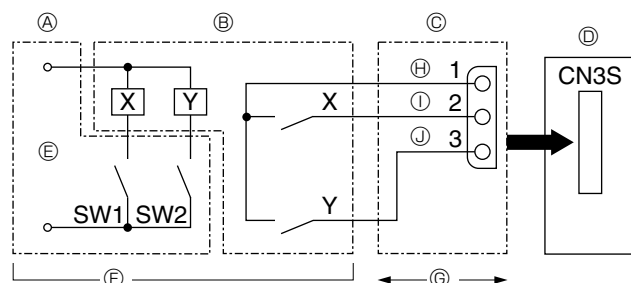 Ⓐ Ⓑ Ⓒ Ⓓ
CN3S
Ⓗ 1
X Y X Ⓘ 2
Ⓙ 3
Ⓔ
SW1 SW2 Y
Ⓕ Ⓖ